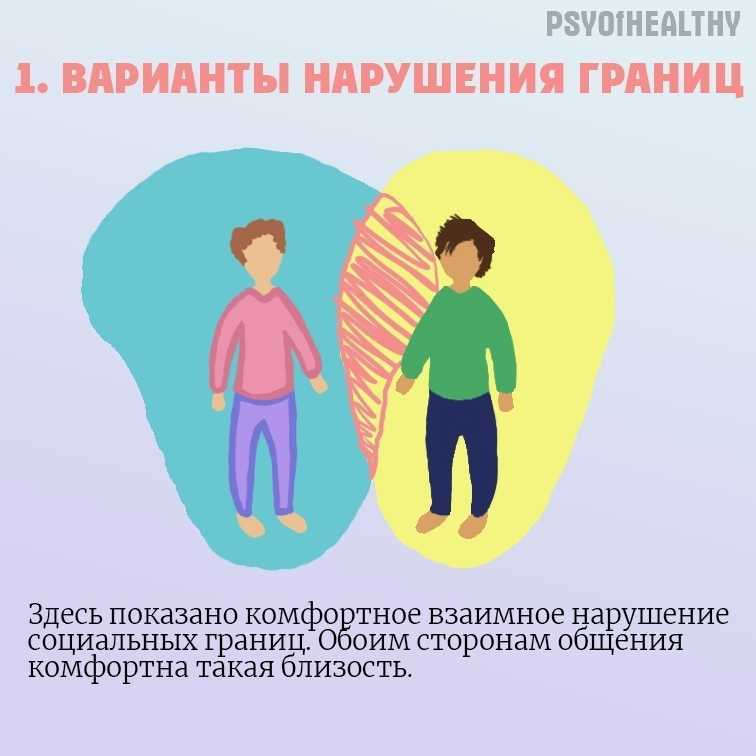 PSYOfHEALTHY
1. ВАРИАНТЫ НАРУШЕНИЯ ГРАНИЦ
Здесь показано комфортное взаимное нарушение
социальных границ. Обоим сторонам общения
комфортна такая близость.